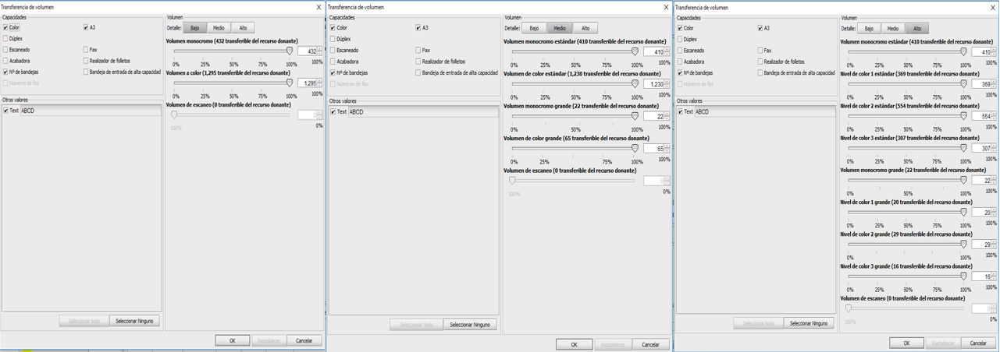 Transferencia de volumen
Capacidades
Color
A3
Dúplex
Escaneado
Fax
Acabadora
Realizador de folletos
Nº de bandejas
Bandeja de entrada de alta capacidad
Números de fax
Otros valores
Text ABCD
Seleccionar todo
Seleccionar Ninguno
Volumen
Detalle: Bajo Medio Alto
Volumen monocromo (432 transferible del recurso donante)
432
0% 25% 50% 75% 100% 100%
Volumen a color (1,295 transferible del recurso donante)
1,295
0% 25% 50% 75% 100% 100%
Volumen de escaneo (0 transferible del recurso donante)
0
100% 0%
OK Restablecer Cancelar
Transferencia de volumen
Capacidades
Color
A3
Dúplex
Escaneado
Fax
Acabadora
Realizador de folletos
Nº de bandejas
Bandeja de entrada de alta capacidad
Números de fax
Otros valores
Text ABCD
Seleccionar todo
Seleccionar Ninguno
Volumen
Detalle: Bajo Medio Alto
Volumen monocromo estándar (410 transferible del recurso donante)
410
0% 25% 50% 75% 100% 100%
Volumen de color estándar (1,230 transferible del recurso donante)
1,230
0% 25% 50% 75% 100% 100%
Volumen monocromo grande (22 transferible del recurso donante)
22
0% 50% 100% 100%
Volumen de color grande (65 transferible del recurso donante)
65
0% 25% 75% 100% 100%
Volumen de escaneo (0 transferible del recurso donante)
0
100% 0%
OK Restablecer Cancelar
Transferencia de volumen
Capacidades
Color
A3
Dúplex
Escaneado
Fax
Acabadora
Realizador de folletos
Nº de bandejas
Bandeja de entrada de alta capacidad
Números de fax
Otros valores
Text ABCD
Seleccionar todo
Seleccionar Ninguno
Volumen
Detalle: Bajo Medio Alto
Volumen monocromo estándar (410 transferible del recurso donante)
410
0% 25% 50% 75% 100% 100%
Nivel de color 1 estándar (369 transferible del recurso donante)
369
0% 25% 50% 75% 100% 100%
Nivel de color 2 estándar (554 transferible del recurso donante)
554
0% 25% 50% 75% 100% 100%
Nivel de color 3 estándar (307 transferible del recurso donante)
307
0% 25% 50% 75% 100% 100%
Volumen monocromo grande (22 transferible del recurso donante)
22
0% 50% 100% 100%
Nivel de color 1 grande (20 transferible del recurso donante)
20
0% 25% 50% 75% 100% 100%
Nivel de color 2 grande (29 transferible del recurso donante)
29
0% 100% 100%
Nivel de color 3 grande (16 transferible del recurso donante)
16
0% 25% 50% 75% 100% 100%
Volumen de escaneo (0 transferible del recurso donante)
0
100% 0%
OK Restablecer Cancelar